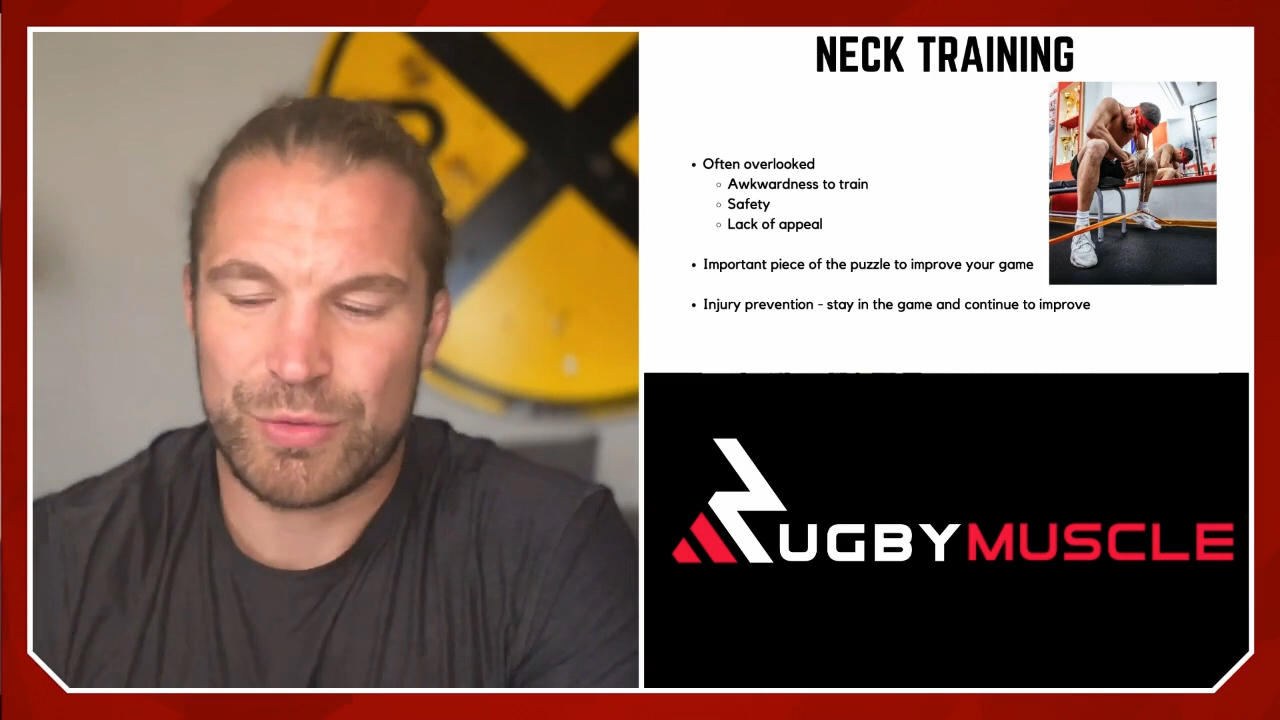 NECK TRAINING
• Often overlooked
◦ Awkwardness to train
◦ Safety
◦ Lack of appeal
• Important piece of the puzzle to improve your game
• Injury prevention - stay in the game and continue to improve
RUGBYMUSCLE